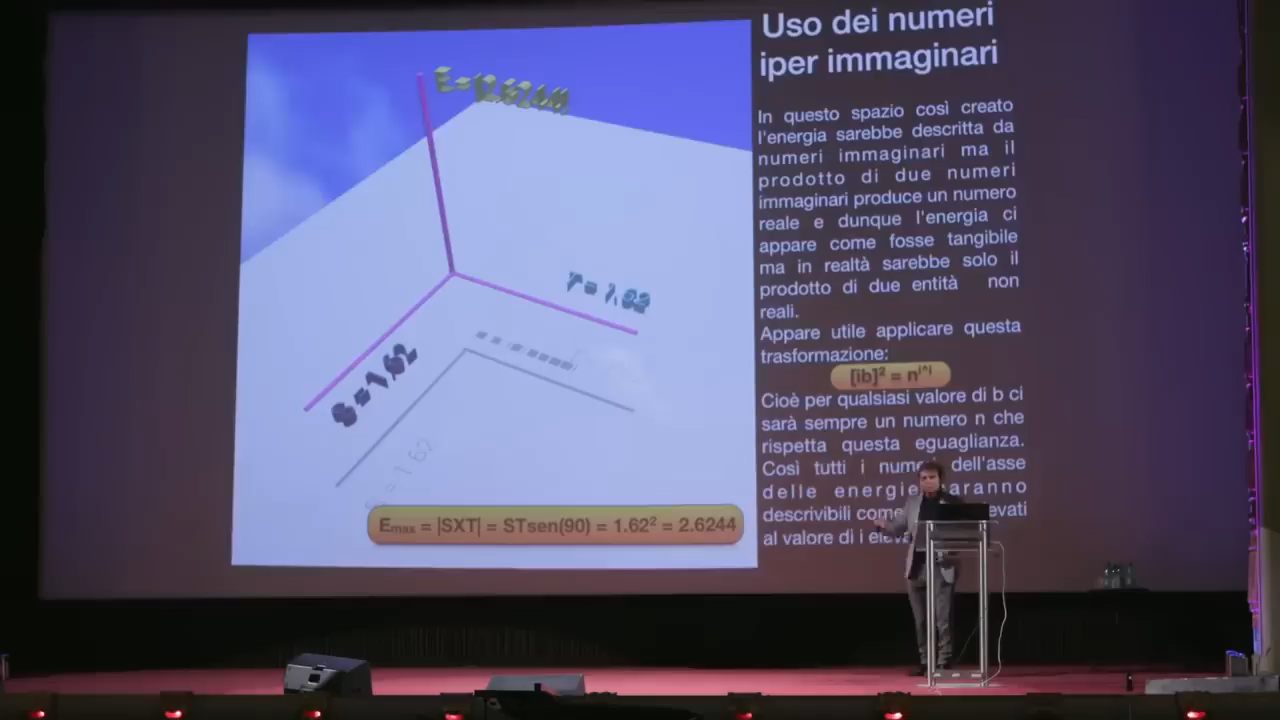 Uso dei numeri
iper immaginari
In questo spazio così creato
l'energia sarebbe descritta da
numeri immaginari ma il
prodotto di due numeri
immaginari produce un numero
reale e dunque l'energia ci
appare come fosse tangibile
ma in realtà sarebbe solo il
prodotto di due entità non
reali.
Appare utile applicare questa
trasformazione:
[ib]² = n^i^i
Cioè per qualsiasi valore di b ci
sarà sempre un numero n che
rispetta questa eguaglianza.
Così tutti i dell'asse
delle energie saranno
descrivibili come
al valore di i
T=1,62
S=1,62
Emax = |SXT| = STsen(90) = 1.62² = 2.6244